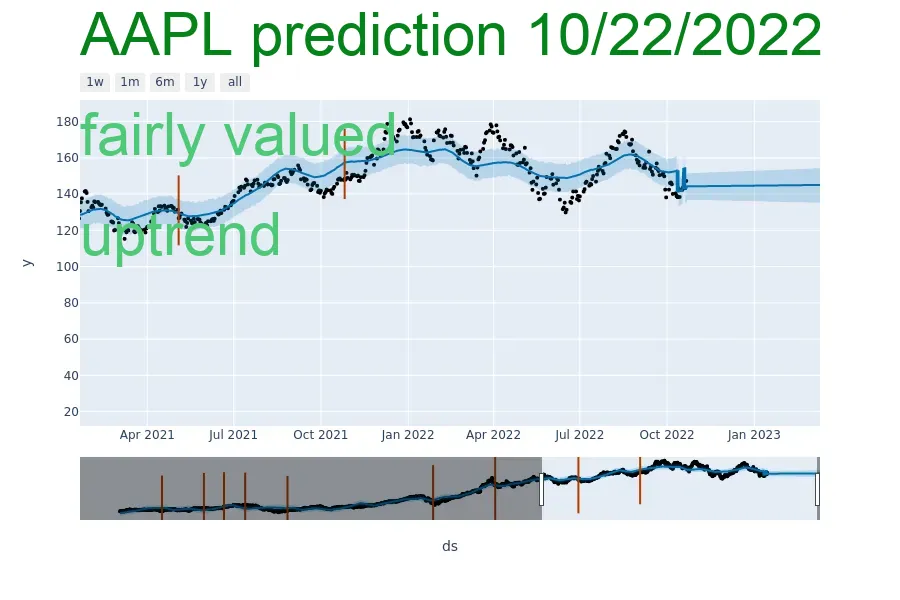 AAPL prediction 10/22/2022
1w 1m 6m 1y all
180
fairly valued
160
140
120
uptrend
100
y
80
60
40
20
Apr 2021 Jul 2021 Oct 2021 Jan 2022 Apr 2022 Jul 2022 Oct 2022 Jan 2023
ds